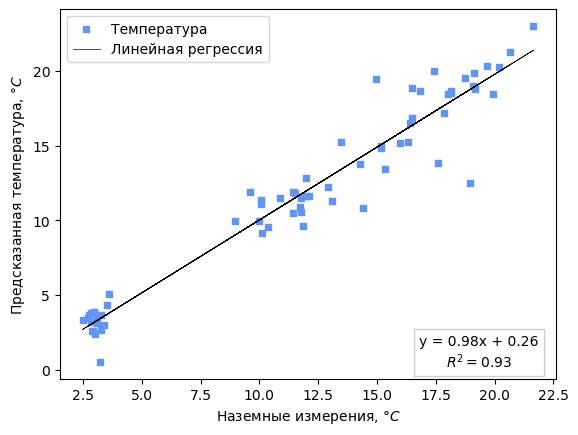 Температура
Линейная регрессия
Предсказанная температура, °C
20
15
10
5
0
y = 0.98x + 0.26
R² = 0.93
2.5 5.0 7.5 10.0 12.5 15.0 17.5 20.0 22.5
Наземные измерения, °C